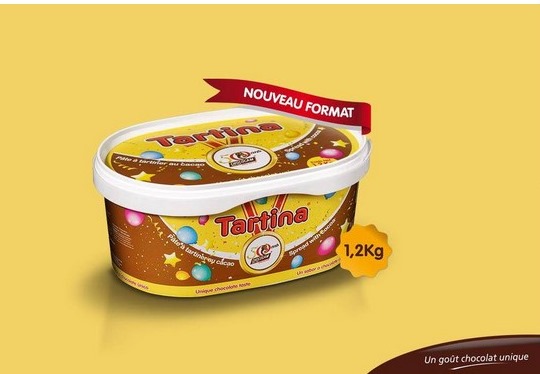 NOUVEAU FORMAT
Tartina
Pâte à tartiner au cacao
Tartina
Pâte à tartiner au cacao
Spread with cocoa
1,2Kg
Unique chocolate taste
Un goût chocolat unique